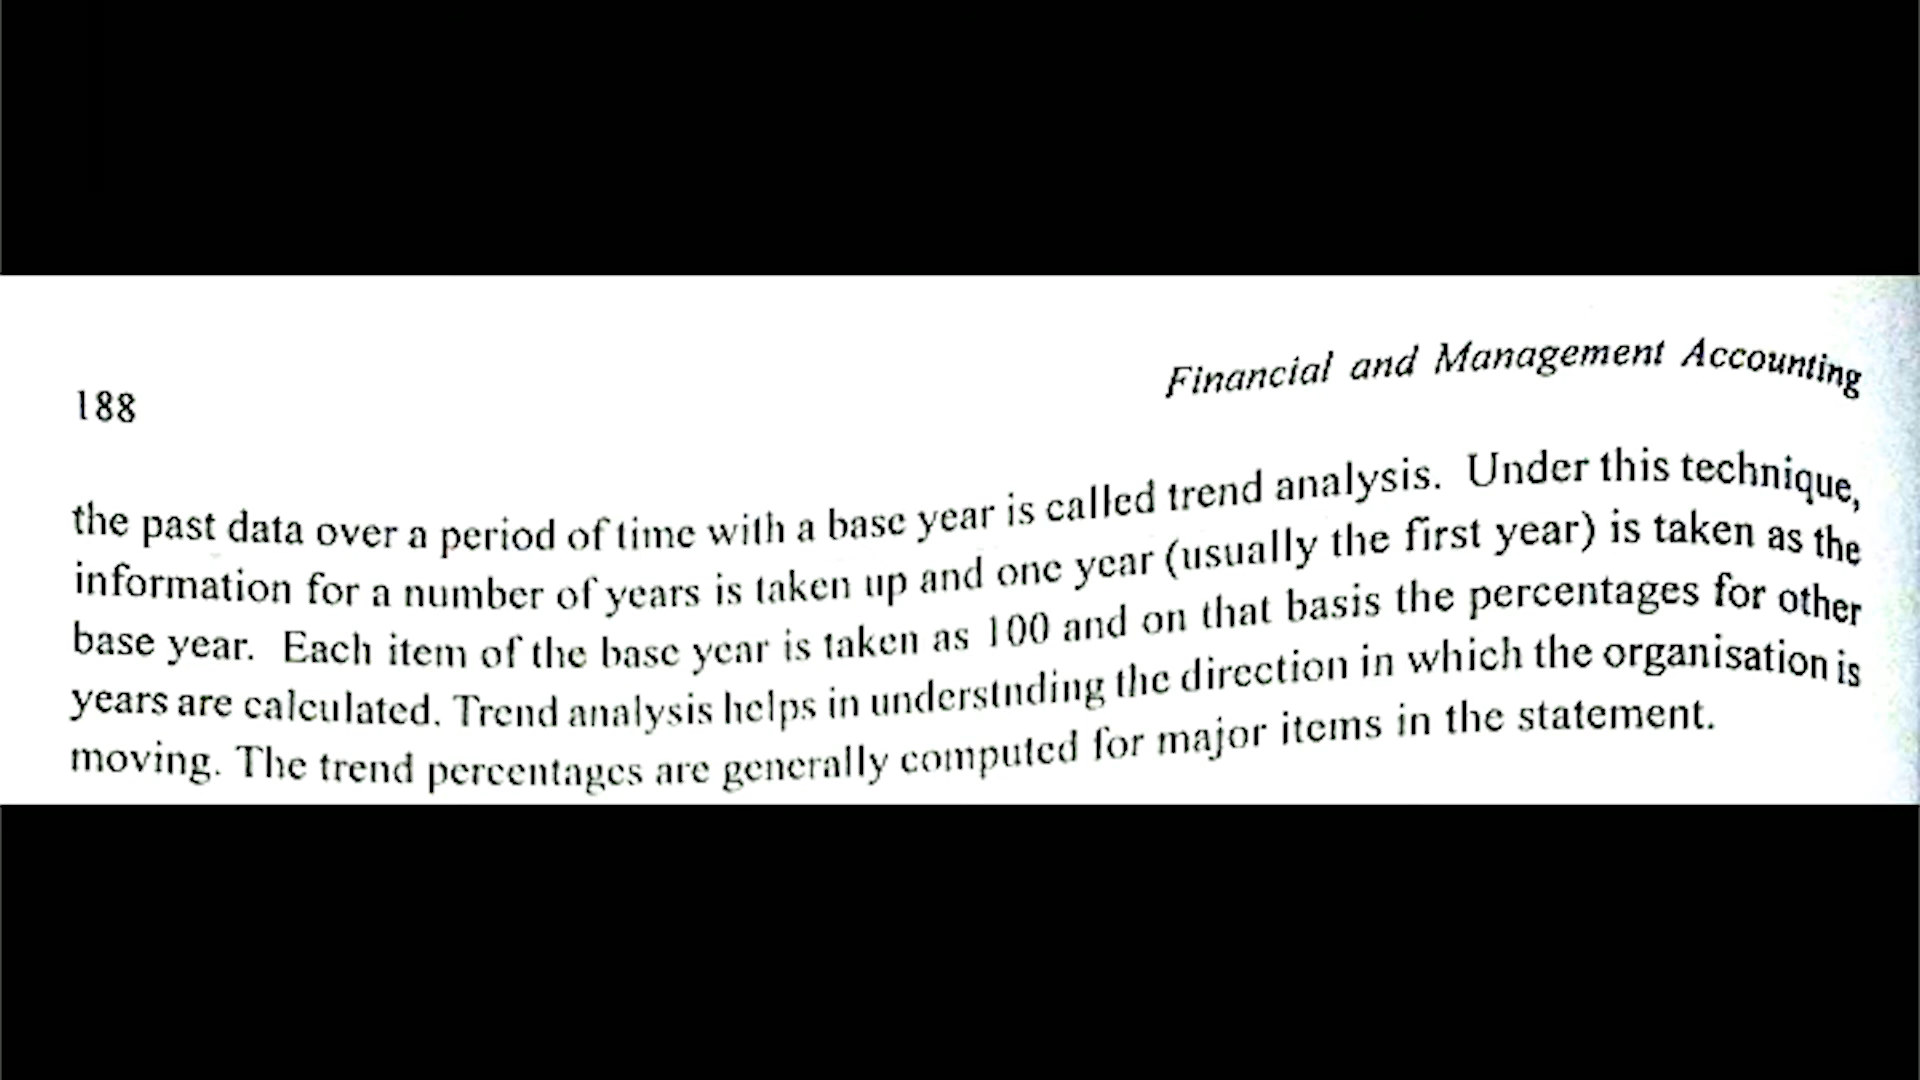 188
Financial and Management Accounting
the past data over a period of time with a base year is called trend analysis. Under this technique,
information for a number of years is taken up and one year (usually the first year) is taken as the
base year. Each item of the base year is taken as 100 and on that basis the percentages for other
years are calculated. Trend analysis helps in understnding the direction in which the organisation is
moving. The trend percentages are generally computed for major items in the statement.